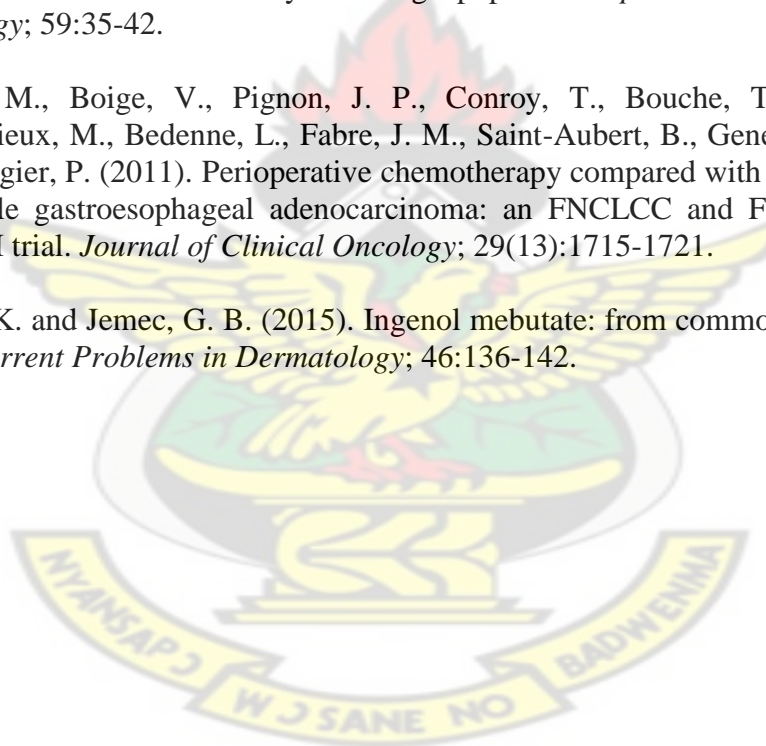 gy; 59:35-42.
M., Boige, V., Pignon, J. P., Conroy, T., Bouche, T
ieux, M., Bedenne, L., Fabre, J. M., Saint-Aubert, B., Gene
gier, P. (2011). Perioperative chemotherapy compared with
le gastroesophageal adenocarcinoma: an FNCLCC and F
I trial. Journal of Clinical Oncology; 29(13):1715-1721.
K. and Jemec, G. B. (2015). Ingenol mebutate: from commo
rrent Problems in Dermatology; 46:136-142.
NYANSAPƆ WƆSANE NO BADWENMA